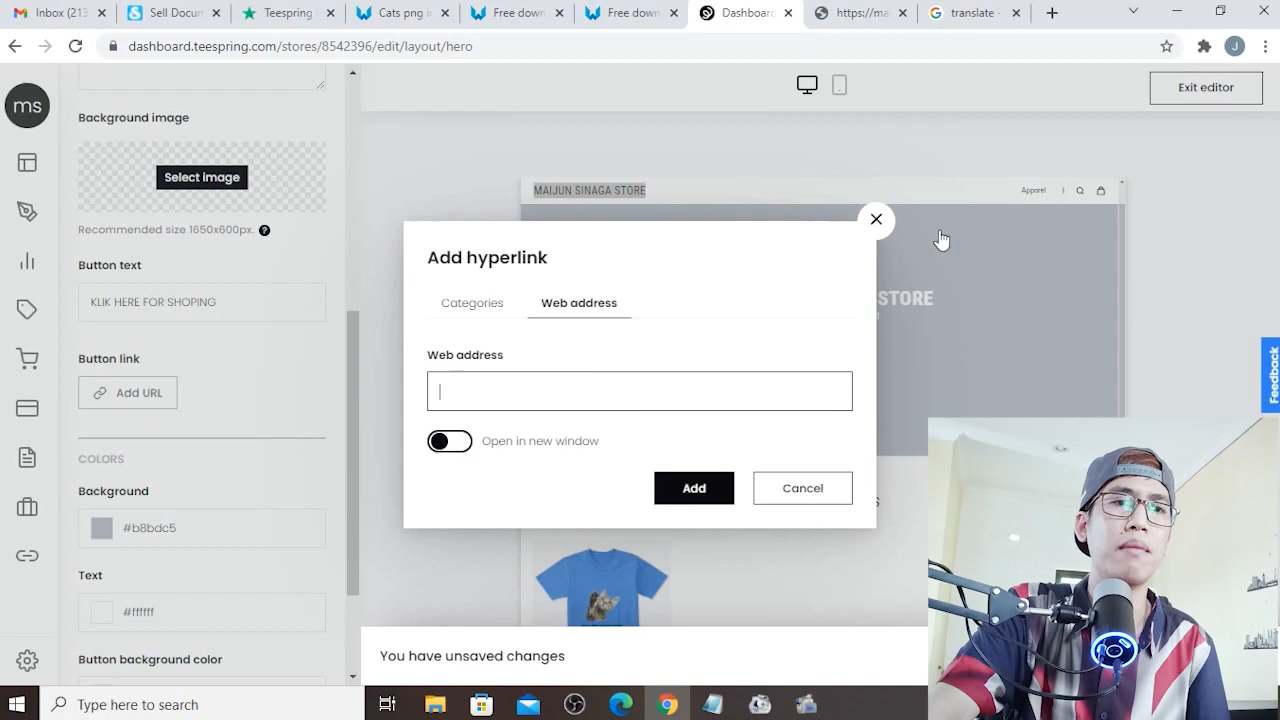 Inbox (213
Sell Docum
Teespring H
Cats png in
Free down
Free down
Dashboard
https://ma
translate -
dashboard.teespring.com/stores/8542396/edit/layout/hero
J
ms
Exit editor
Background image
Select image
Recommended size 1650x600px. ?
Button text
KLIK HERE FOR SHOPING
Button link
Add URL
COLORS
Background
#b8bdc5
Text
#ffffff
Button background color
MAIJUN SINAGA STORE
Apparel
STORE
Add hyperlink
Categories
Web address
Web address
Open in new window
Add
Cancel
Feedback
You have unsaved changes
Type here to search